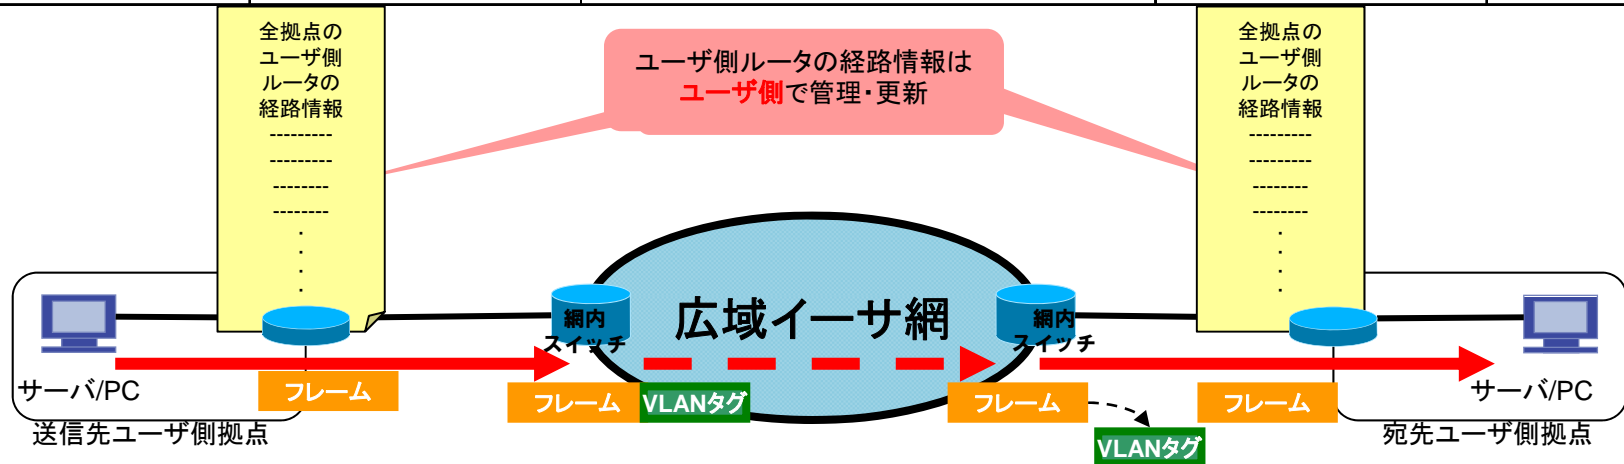 全拠点の
ユーザ側
ルータの
経路情報
---------
---------
--------
--------
・
・
・
・
ユーザ側ルータの経路情報は
ユーザ側で管理・更新
全拠点の
ユーザ側
ルータの
経路情報
---------
---------
--------
--------
・
・
・
・
広域イーサ網
網内
スイッチ
網内
スイッチ
サーバ/PC
フレーム
フレーム
VLANタグ
フレーム
フレーム
サーバ/PC
送信先ユーザ側拠点
VLANタグ
宛先ユーザ側拠点